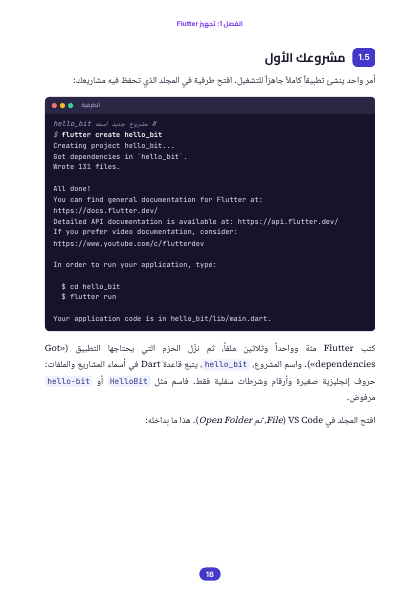 الفصل 1: تجهيز Flutter
1.5 مشروعك الأول
أمر واحد ينشئ تطبيقاً كاملاً جاهزاً للتشغيل. افتح طرفية في المجلد الذي تحفظ فيه مشاريعك:
الطرفية
# مشروع جديد اسمه hello_bit
$ flutter create hello_bit
Creating project hello_bit...
Got dependencies in `hello_bit`.
Wrote 131 files.
All done!
You can find general documentation for Flutter at:
https://docs.flutter.dev/
Detailed API documentation is available at: https://api.flutter.dev/
If you prefer video documentation, consider:
https://www.youtube.com/c/flutterdev
In order to run your application, type:
$ cd hello_bit
$ flutter run
Your application code is in hello_bit/lib/main.dart.
كتب Flutter مئة وواحداً وثلاثين ملفاً، ثم نزّل الحزم التي يحتاجها التطبيق («Got
dependencies»). واسم المشروع، hello_bit، يتبع قاعدة Dart في أسماء المشاريع والملفات:
حروف إنجليزية صغيرة وأرقام وشرطات سفلية فقط. فاسم مثل HelloBit أو hello-bit
مرفوض.
افتح المجلد في VS Code (File، ثم Open Folder). هذا ما بداخله:
18